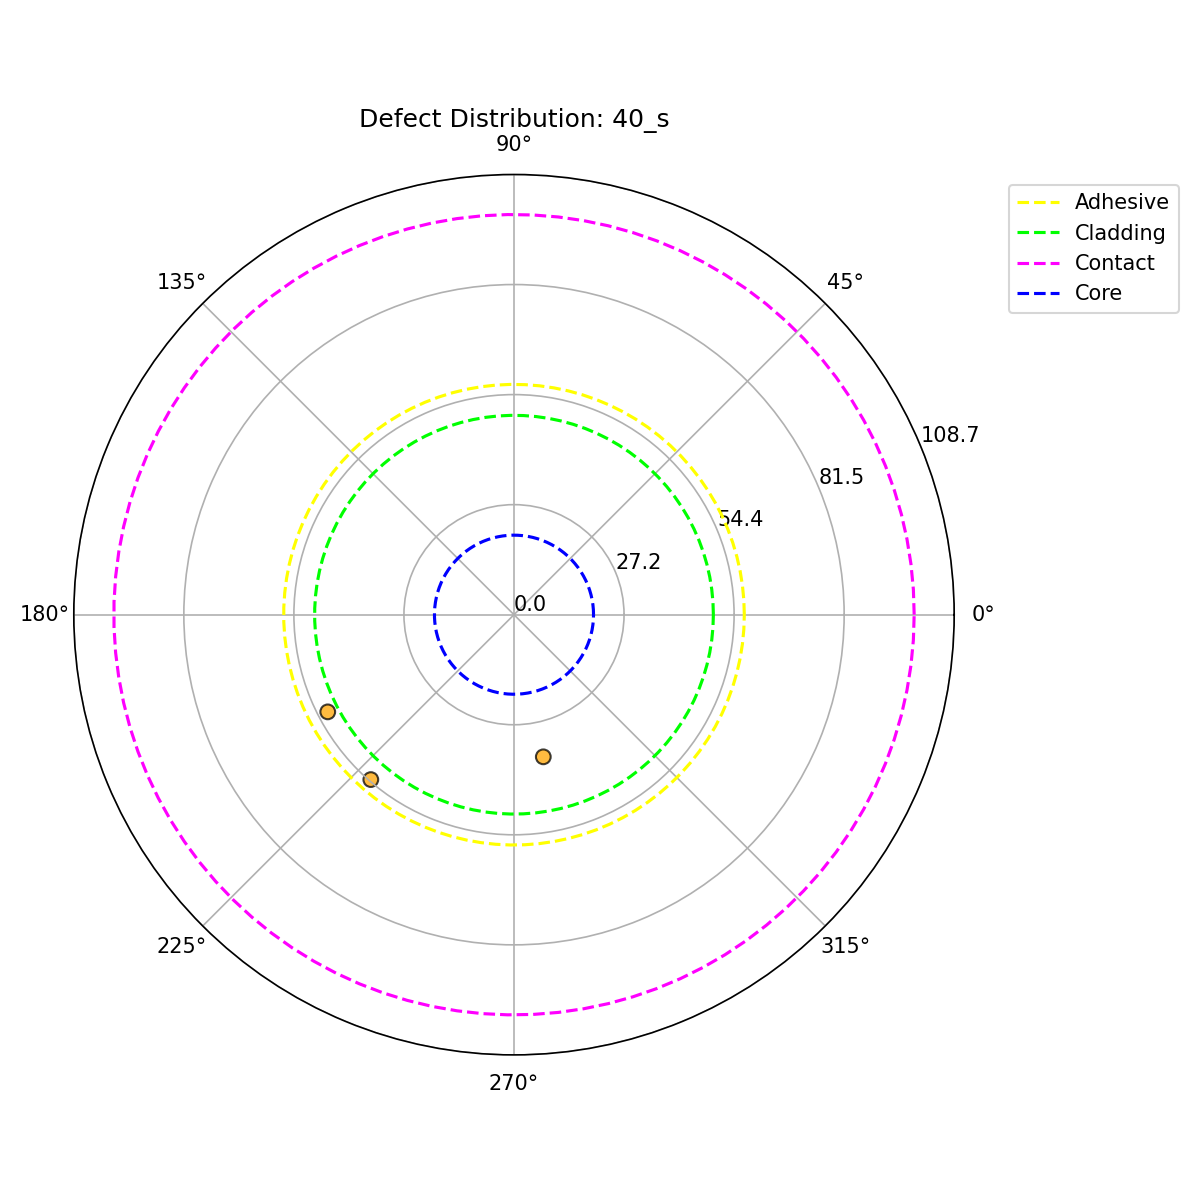 Defect Distribution: 40_s
90°
135°
45°
Adhesive
Cladding
Contact
Core
108.7
81.5
54.4
27.2
0.0
180°
0°
225°
315°
270°